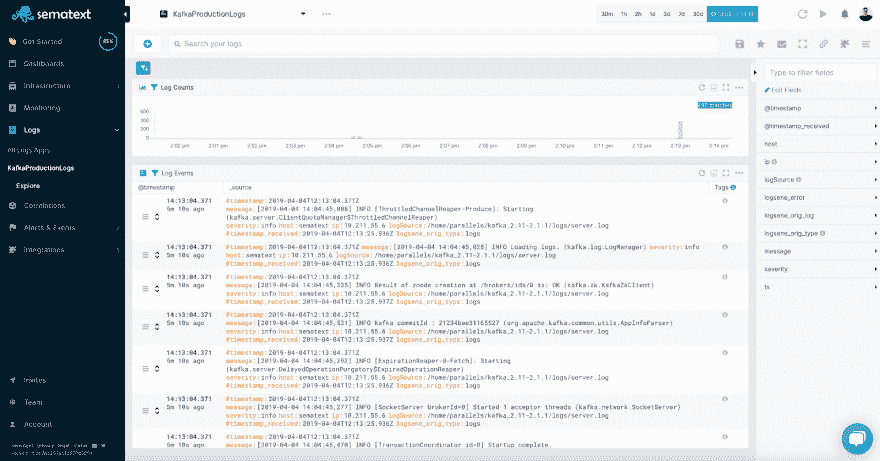 sematext
KafkaProductionLogs
30m 1h 2h 1d 2d 7d 30d
Get Started
Search your logs
Dashboards
Infrastructure
Monitoring
Logs
All Logs Apps
KafkaProductionLogs
Explore
Correlations
Alerts & Events
Integrations
Invites
Team
Account
Log Counts
600
400
200
0
2:00 pm 2:01 pm 2:02 pm 2:03 pm 2:04 pm 2:05 pm 2:06 pm 2:07 pm 2:08 pm 2:09 pm 2:10 pm 2:11 pm 2:12 pm 2:13 pm 2:14 pm
Log Events
@timestamp _source Tags
14:13:04.371
5m 10s ago
@timestamp:2019-04-04T12:13:04.371Z
message:[2019-04-04 14:04:45,008] INFO [ThrottledChannelReaper-Produce]: Starting
(kafka.server.ClientQuotaManager$ThrottledChannelReaper)
severity:info host:sematext ip:10.211.55.6 logSource:/home/parallels/kafka_2.11-2.1.1/logs/server.log
@timestamp_received:2019-04-04T12:13:25.936Z logsene_orig_type:logs
14:13:04.371
5m 10s ago
@timestamp:2019-04-04T12:13:04.371Z message:[2019-04-04 14:04:45,028] INFO Loading logs. (kafka.log.LogManager) severity:info
host:sematext ip:10.211.55.6 logSource:/home/parallels/kafka_2.11-2.1.1/logs/server.log
@timestamp_received:2019-04-04T12:13:25.936Z logsene_orig_type:logs
14:13:04.371
5m 10s ago
@timestamp:2019-04-04T12:13:04.371Z
message:[2019-04-04 14:04:45,335] INFO Result of znode creation at /brokers/ids/0 is: OK (kafka.zk.KafkaZkClient)
severity:info host:sematext ip:10.211.55.6 logSource:/home/parallels/kafka_2.11-2.1.1/logs/server.log
@timestamp_received:2019-04-04T12:13:25.937Z logsene_orig_type:logs
14:13:04.371
5m 10s ago
@timestamp:2019-04-04T12:13:04.371Z
message:[2019-04-04 14:04:45,521] INFO Kafka commitId : 21234bee31165527 (org.apache.kafka.common.utils.AppInfoParser)
severity:info host:sematext ip:10.211.55.6 logSource:/home/parallels/kafka_2.11-2.1.1/logs/server.log
@timestamp_received:2019-04-04T12:13:25.937Z logsene_orig_type:logs
14:13:04.371
5m 10s ago
@timestamp:2019-04-04T12:13:04.371Z
message:[2019-04-04 14:04:45,292] INFO [ExpirationReaper-0-Fetch]: Starting
(kafka.server.DelayedOperationPurgatory$ExpiredOperationReaper)
severity:info host:sematext ip:10.211.55.6 logSource:/home/parallels/kafka_2.11-2.1.1/logs/server.log
@timestamp_received:2019-04-04T12:13:25.936Z logsene_orig_type:logs
14:13:04.371
5m 10s ago
@timestamp:2019-04-04T12:13:04.371Z
message:[2019-04-04 14:04:45,277] INFO [SocketServer brokerId=0] Started 1 acceptor threads (kafka.network.SocketServer)
severity:info host:sematext ip:10.211.55.6 logSource:/home/parallels/kafka_2.11-2.1.1/logs/server.log
@timestamp_received:2019-04-04T12:13:25.936Z logsene_orig_type:logs
14:13:04.371
5m 10s ago
@timestamp:2019-04-04T12:13:04.371Z
message:[2019-04-04 14:04:45,470] INFO [TransactionCoordinator id=0] Startup complete.
Type to filter fields
Edit Fields
@timestamp
@timestamp_received
host
ip
logSource
logsene_error
logsene_orig_log
logsene_orig_type
message
severity
ts